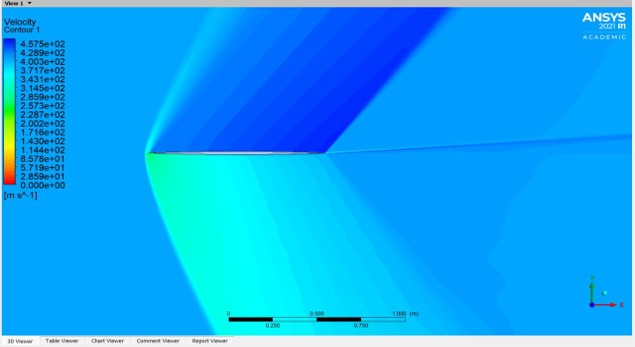 View 1 ▼
Velocity
Contour 1
4.575e+02
4.289e+02
4.003e+02
3.717e+02
3.431e+02
3.145e+02
2.859e+02
2.573e+02
2.287e+02
2.002e+02
1.716e+02
1.430e+02
1.144e+02
8.578e+01
5.719e+01
2.859e+01
0.000e+00
[m s^-1]
ANSYS
2021 R1
ACADEMIC
0 0.500 1.000 (m)
0.250 0.750
Y
X
3D Viewer Table Viewer Chart Viewer Comment Viewer Report Viewer